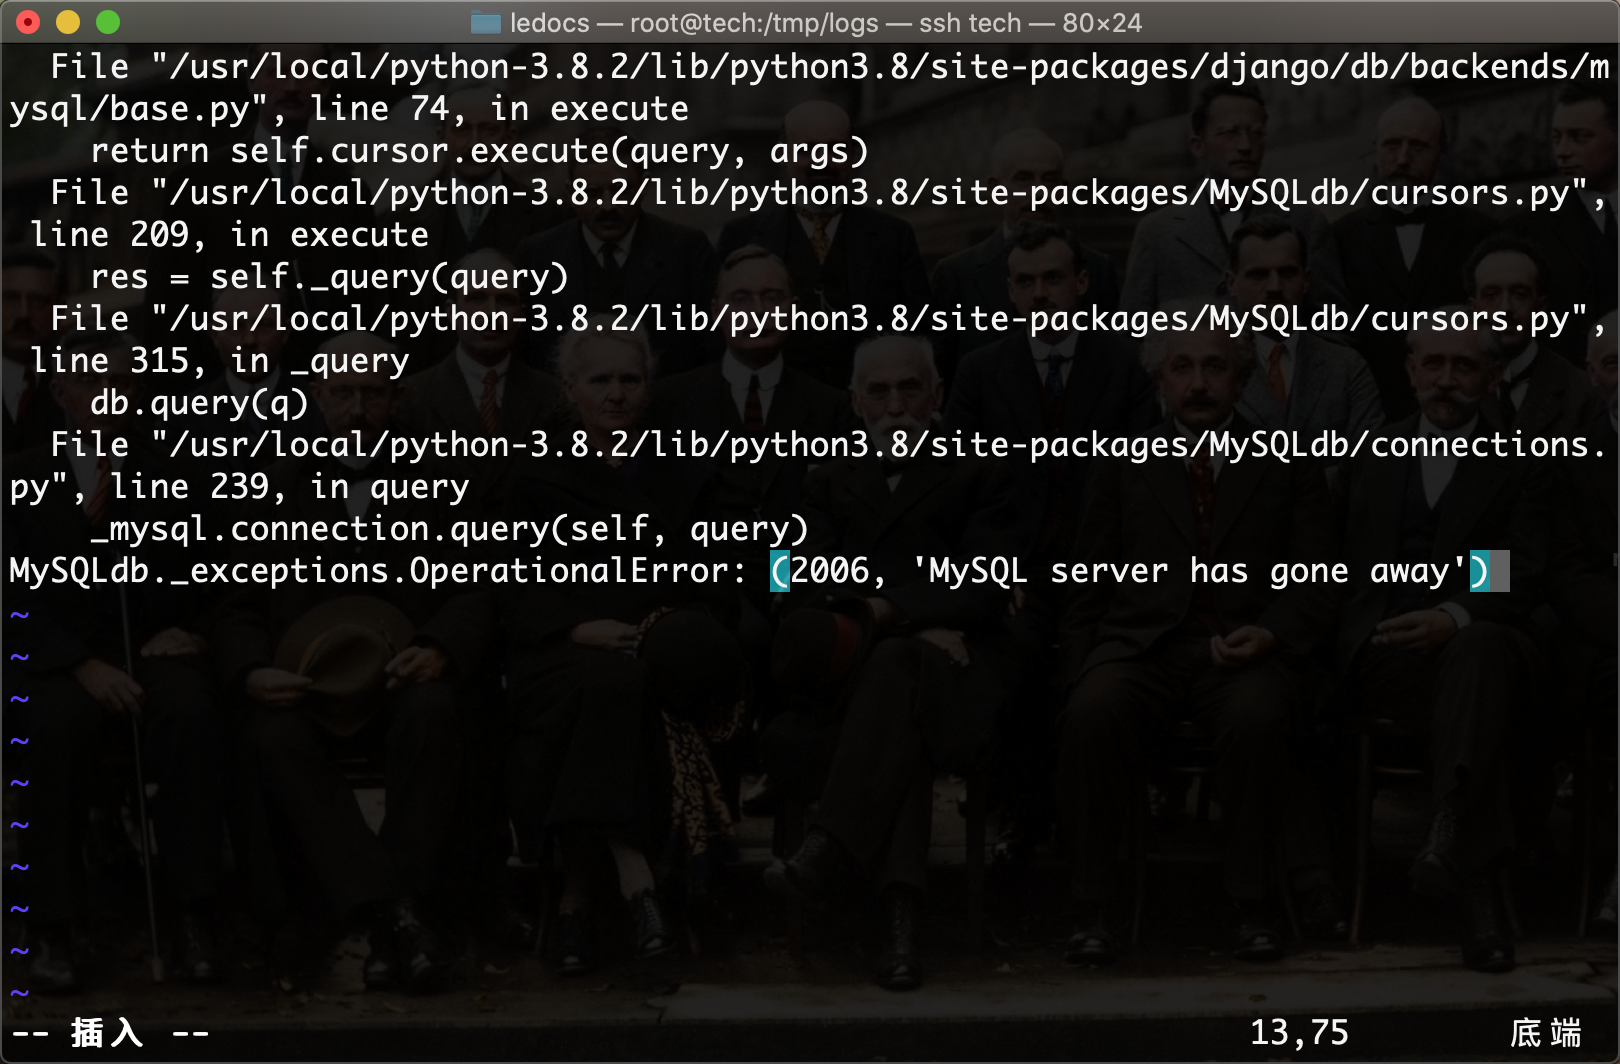 ledocs — root@tech:/tmp/logs — ssh tech — 80×24
  File "/usr/local/python-3.8.2/lib/python3.8/site-packages/django/db/backends/m
ysql/base.py", line 74, in execute
    return self.cursor.execute(query, args)
  File "/usr/local/python-3.8.2/lib/python3.8/site-packages/MySQLdb/cursors.py",
 line 209, in execute
    res = self._query(query)
  File "/usr/local/python-3.8.2/lib/python3.8/site-packages/MySQLdb/cursors.py",
 line 315, in _query
    db.query(q)
  File "/usr/local/python-3.8.2/lib/python3.8/site-packages/MySQLdb/connections.
py", line 239, in query
    _mysql.connection.query(self, query)
MySQLdb._exceptions.OperationalError: (2006, 'MySQL server has gone away')
~
~
~
~
~
~
~
~
~
~
-- 插入 -- 13,75 底端